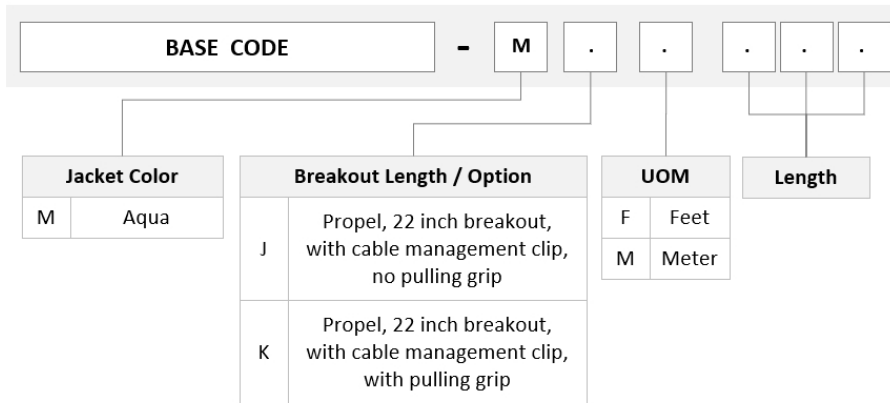 BASE CODE - M . . . . .
Jacket Color
M Aqua
Breakout Length / Option
J Propel, 22 inch breakout,
with cable management clip,
no pulling grip
K Propel, 22 inch breakout,
with cable management clip,
with pulling grip
UOM
F Feet
M Meter
Length